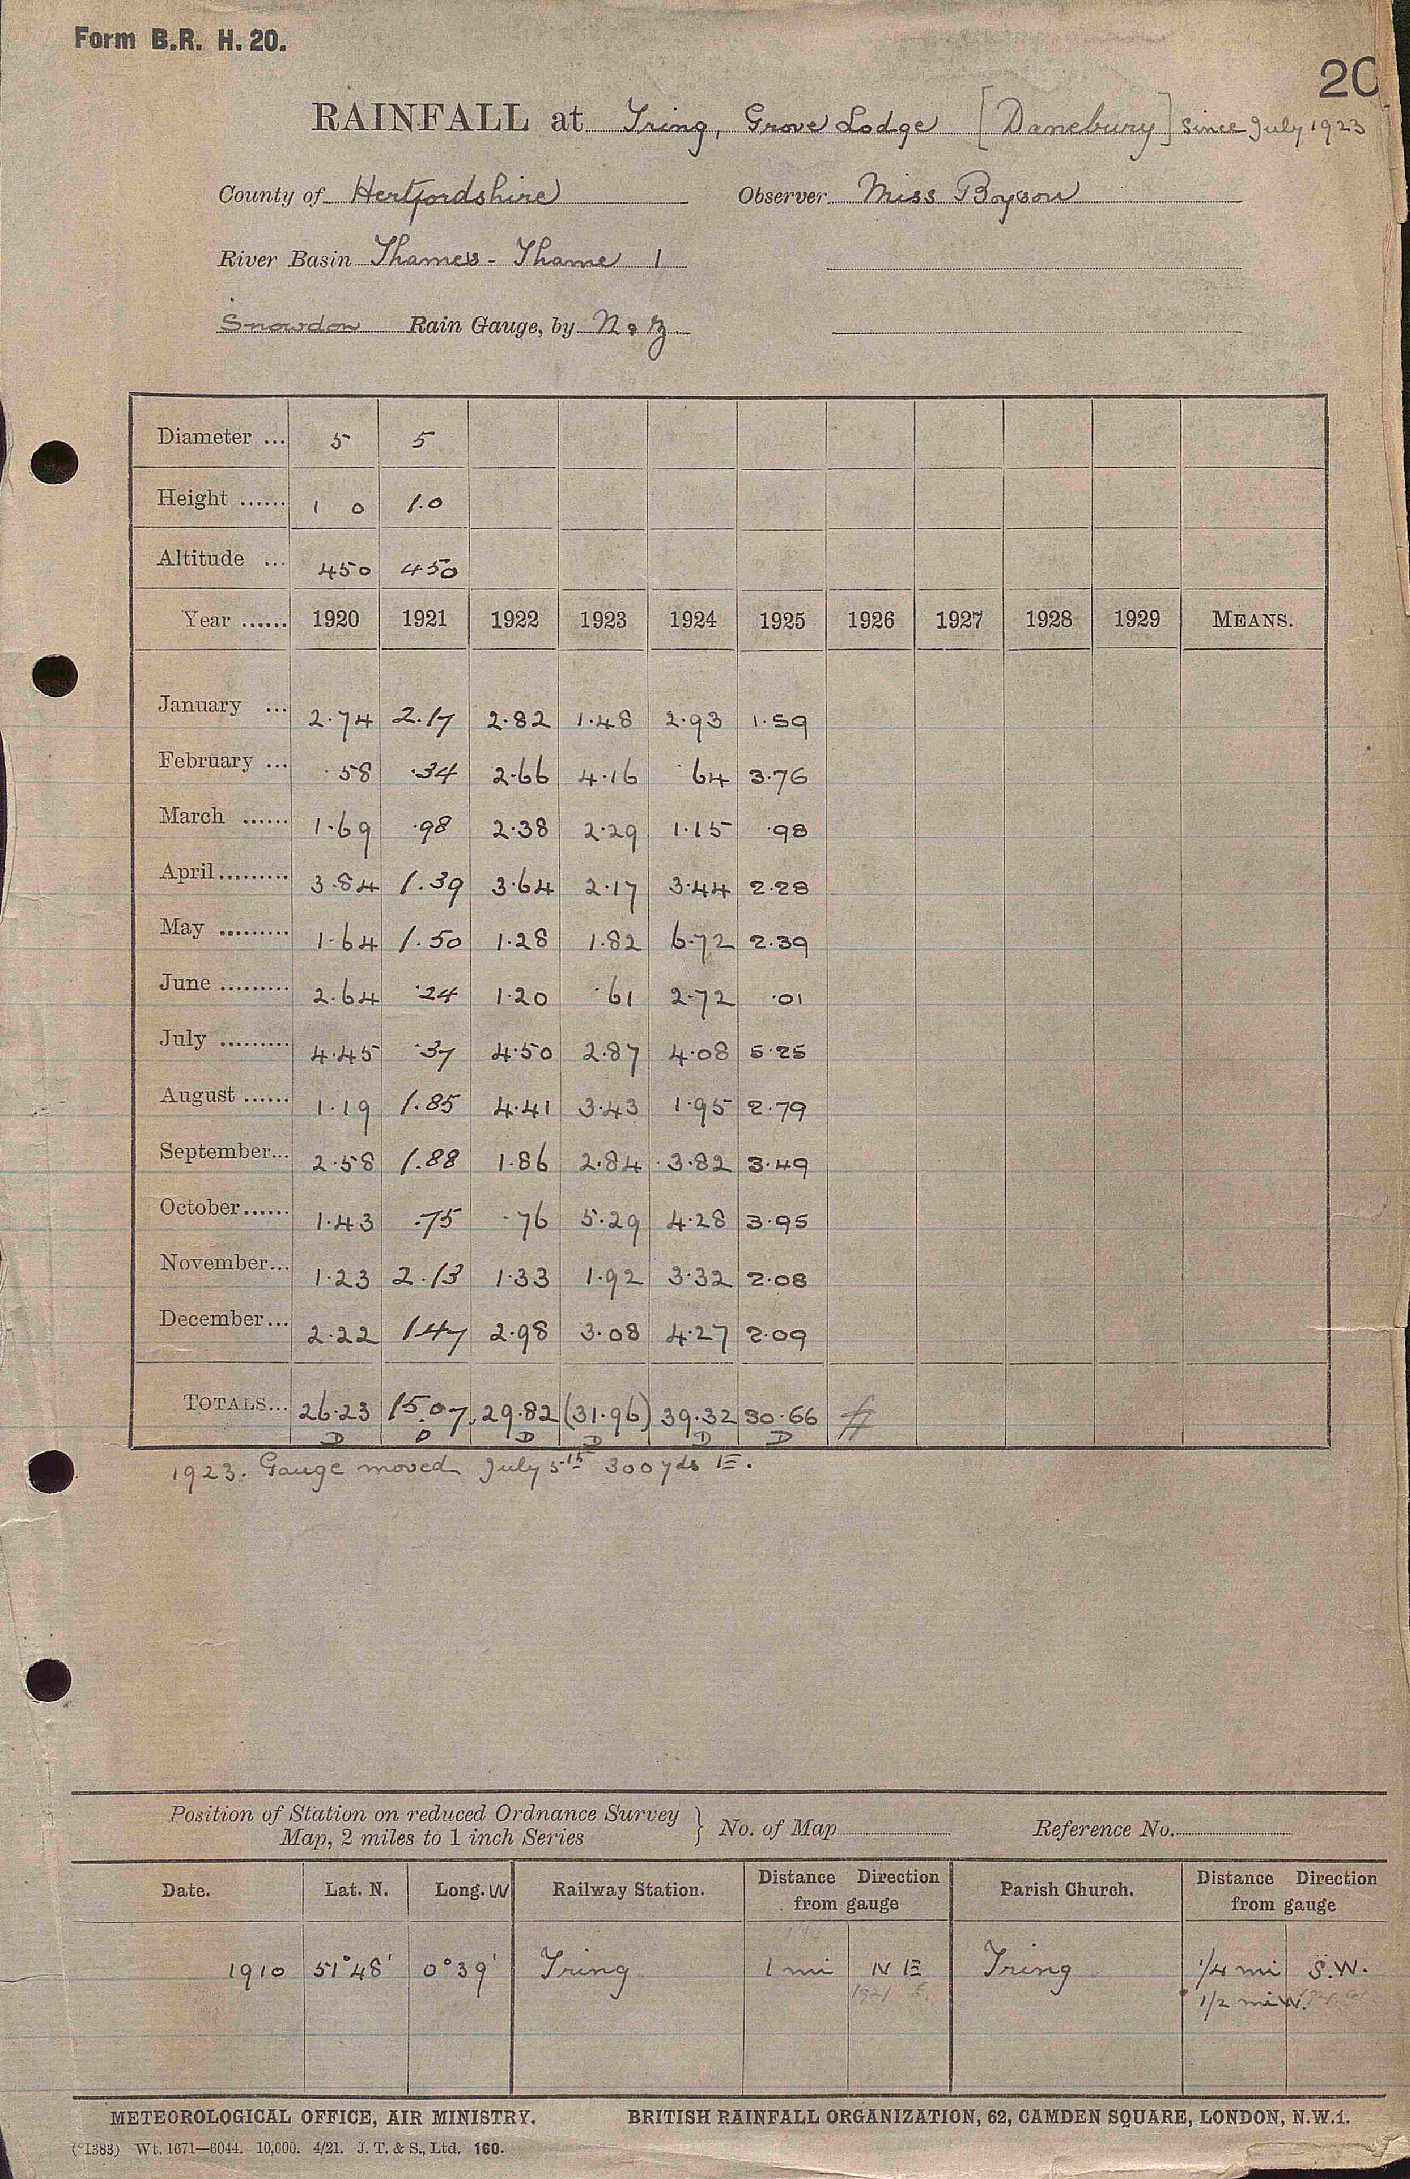 Form B.R. H. 20.
20
RAINFALL at Tring, Grove Lodge [Danebury] since July 1923
County of Hertfordshire Observer Miss Boyson
River Basin Thames - Thame 1
Snowdon Rain Gauge, by N & Z
Diameter ... 5 5
Height ...... 1 0 1.0
Altitude ... 450 450
Year ...... 1920 1921 1922 1923 1924 1925 1926 1927 1928 1929 MEANS.
January ... 2.74 2.17 2.82 1.48 2.93 1.59
February ... .58 .34 2.66 4.16 .64 3.76
March ...... 1.69 .98 2.38 2.29 1.15 .98
April ......... 3.84 1.39 3.64 2.17 3.44 2.28
May ......... 1.64 1.50 1.28 1.82 6.72 2.39
June ......... 2.64 .24 1.20 .61 2.72 .01
July ......... 4.45 .37 4.50 2.87 4.08 5.25
August ...... 1.19 1.85 4.41 3.43 1.95 2.79
September... 2.58 1.88 1.86 2.84 3.82 3.49
October...... 1.43 .75 .76 5.29 4.28 3.95
November... 1.23 2.13 1.33 1.92 3.32 2.08
December... 2.22 1.47 2.98 3.08 4.27 2.09
TOTALS... 26.23 15.07 29.82 (31.96) 39.32 30.66
D D D D D D
1923. Gauge moved July 5th 300 yds E.
Position of Station on reduced Ordnance Survey
Map, 2 miles to 1 inch Series } No. of Map Reference No.
Date. Lat. N. Long. W Railway Station. Distance Direction from gauge Parish Church. Distance Direction from gauge
1910 51°48' 0°39' Tring 1 mi NE Tring 1/4 mi S.W.
1/2 mi W.
METEOROLOGICAL OFFICE, AIR MINISTRY. BRITISH RAINFALL ORGANIZATION, 62, CAMDEN SQUARE, LONDON, N.W.1.
(*1383) Wt. 1671—6044. 10,000. 4/21. J. T. & S., Ltd. 160.